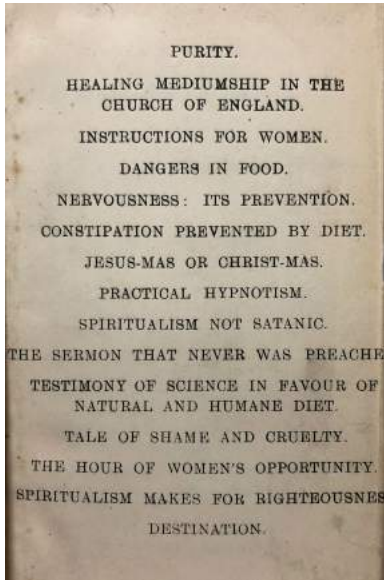 PURITY.
HEALING MEDIUMSHIP IN THE
CHURCH OF ENGLAND.
INSTRUCTIONS FOR WOMEN.
DANGERS IN FOOD.
NERVOUSNESS: ITS PREVENTION.
CONSTIPATION PREVENTED BY DIET.
JESUS-MAS OR CHRIST-MAS.
PRACTICAL HYPNOTISM.
SPIRITUALISM NOT SATANIC.
THE SERMON THAT NEVER WAS PREACHE
TESTIMONY OF SCIENCE IN FAVOUR OF
NATURAL AND HUMANE DIET.
TALE OF SHAME AND CRUELTY.
THE HOUR OF WOMEN'S OPPORTUNITY.
SPIRITUALISM MAKES FOR RIGHTEOUSNES
DESTINATION.